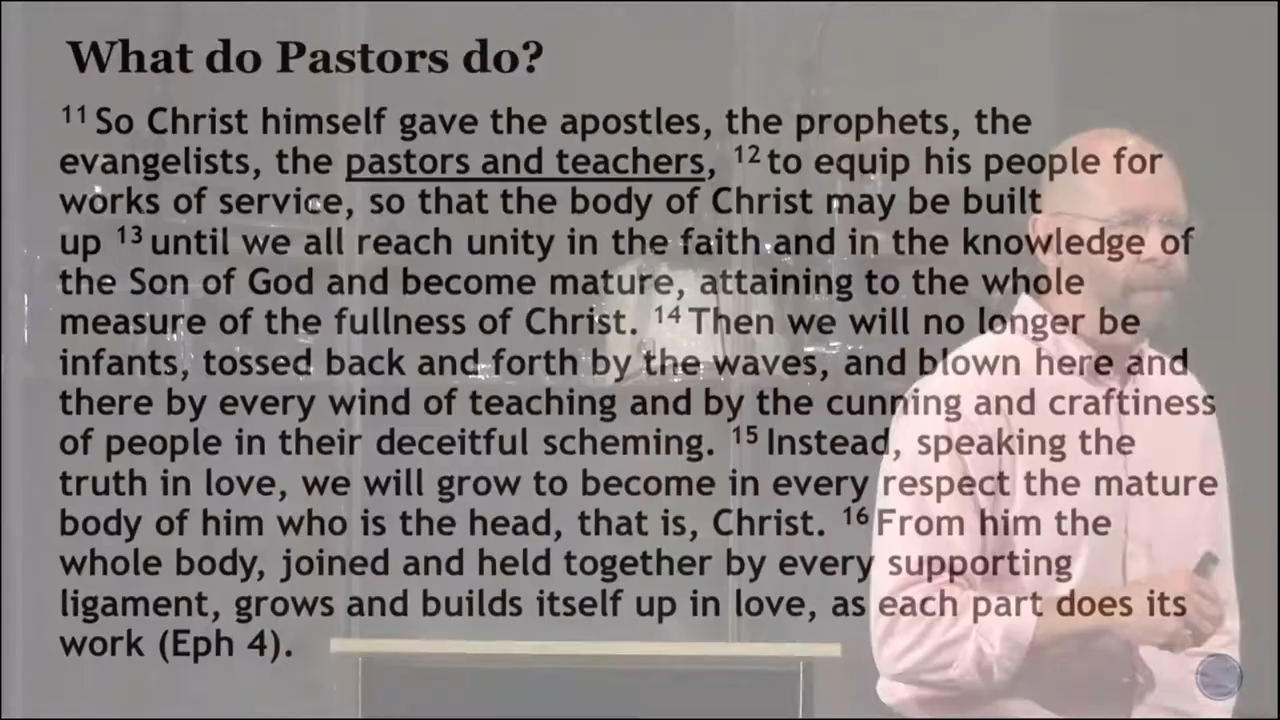 What do Pastors do?
11 So Christ himself gave the apostles, the prophets, the
evangelists, the pastors and teachers, 12 to equip his people for
works of service, so that the body of Christ may be built
up 13 until we all reach unity in the faith and in the knowledge of
the Son of God and become mature, attaining to the whole
measure of the fullness of Christ. 14 Then we will no longer be
infants, tossed back and forth by the waves, and blown here and
there by every wind of teaching and by the cunning and craftiness
of people in their deceitful scheming. 15 Instead, speaking the
truth in love, we will grow to become in every respect the mature
body of him who is the head, that is, Christ. 16 From him the
whole body, joined and held together by every supporting
ligament, grows and builds itself up in love, as each part does its
work (Eph 4).